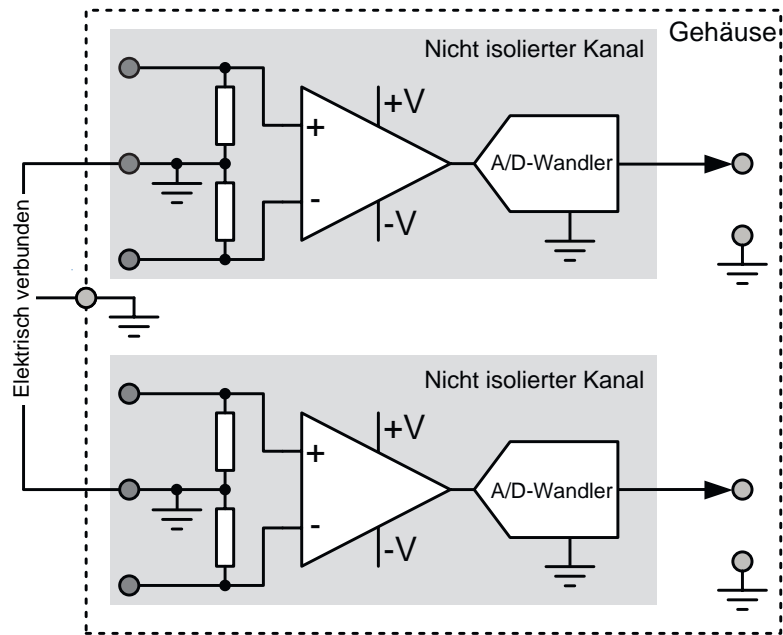 Gehäuse
Nicht isolierter Kanal
+V
+
A/D-Wandler
-
-V
Elektrisch verbunden
Nicht isolierter Kanal
+V
+
A/D-Wandler
-
-V